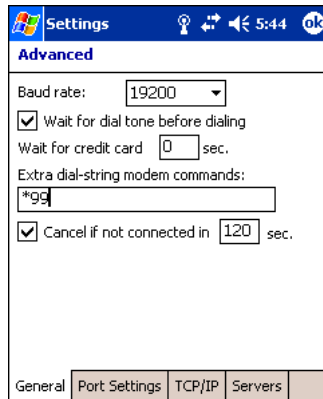 Settings 5:44 ok
Advanced
Baud rate: 19200
Wait for dial tone before dialing
Wait for credit card 0 sec.
Extra dial-string modem commands:
*99
Cancel if not connected in 120 sec.
General Port Settings TCP/IP Servers